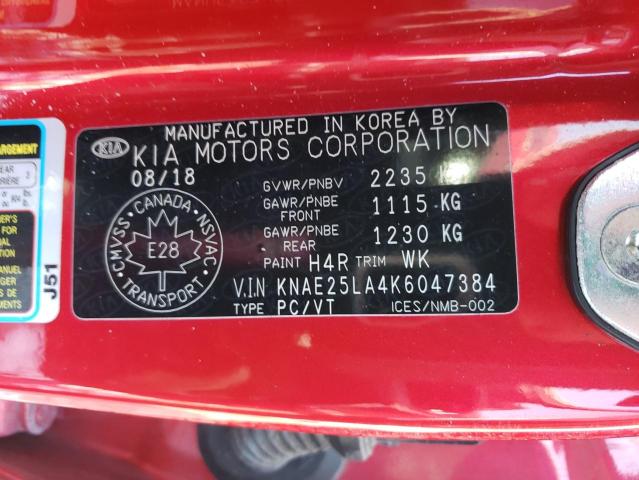 MANUFACTURED IN KOREA BY
KIA KIA MOTORS CORPORATION
08/18
GVWR/PNBV 2235 KG
GAWR/PNBE FRONT 1115 KG
GAWR/PNBE REAR 1230 KG
PAINT H4R TRIM WK
V.I.N KNAE25LA4K6047384
TYPE PC/VT ICES/NMB-002
CANADA
CMVSS NSVAC
E28
TRANSPORT
ARGEMENT
J51